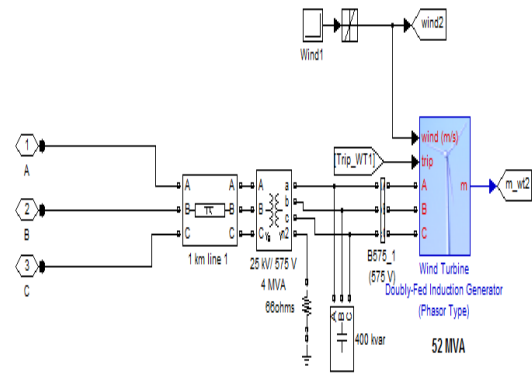 Wind1
wind2
[Trip_WT1]
wind (m/s)
trip
A
B
C
m
m_wt2
1
A
2
B
3
C
A
B
C
A
B
C
1 km line 1
A
B
C
a
b
c
n2
25 kV/ 575 V
4 MVA
66ohms
A
B
C
400 kvar
B575_1
(575 V)
Wind Turbine
Doubly-Fed Induction Generator
(Phasor Type)
52 MVA